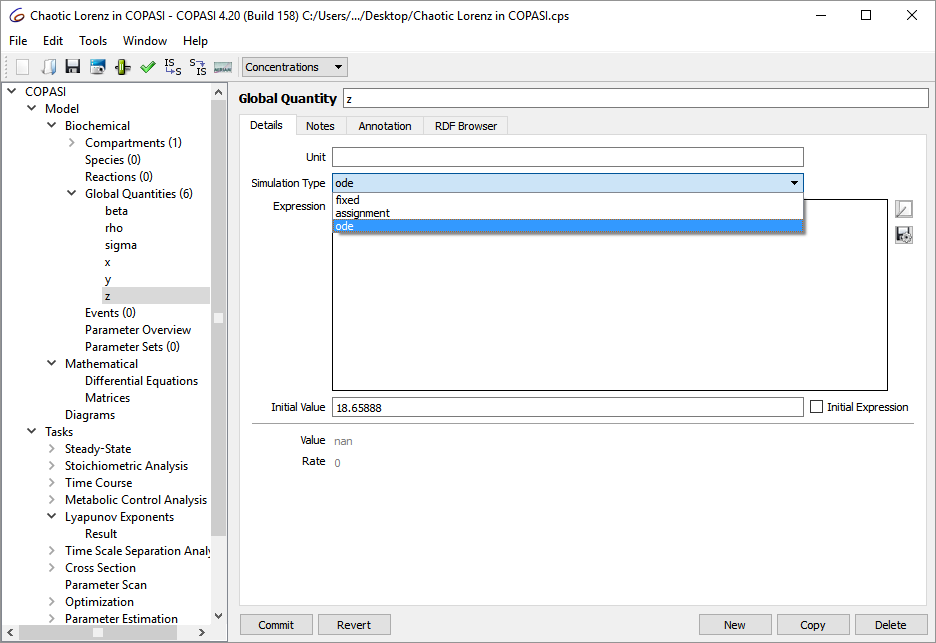 Chaotic Lorenz in COPASI - COPASI 4.20 (Build 158) C:/Users/.../Desktop/Chaotic Lorenz in COPASI.cps
File Edit Tools Window Help
IS S S IS MIRIAM Concentrations
COPASI
Model
Biochemical
Compartments (1)
Species (0)
Reactions (0)
Global Quantities (6)
beta
rho
sigma
x
y
z
Events (0)
Parameter Overview
Parameter Sets (0)
Mathematical
Differential Equations
Matrices
Diagrams
Tasks
Steady-State
Stoichiometric Analysis
Time Course
Metabolic Control Analysis
Lyapunov Exponents
Result
Time Scale Separation Analy
Cross Section
Parameter Scan
Optimization
Parameter Estimation
Global Quantity z
Details Notes Annotation RDF Browser
Unit
Simulation Type ode
fixed
assignment
ode
Expression
Initial Value 18.65888 Initial Expression
Value nan
Rate 0
Commit Revert New Copy Delete